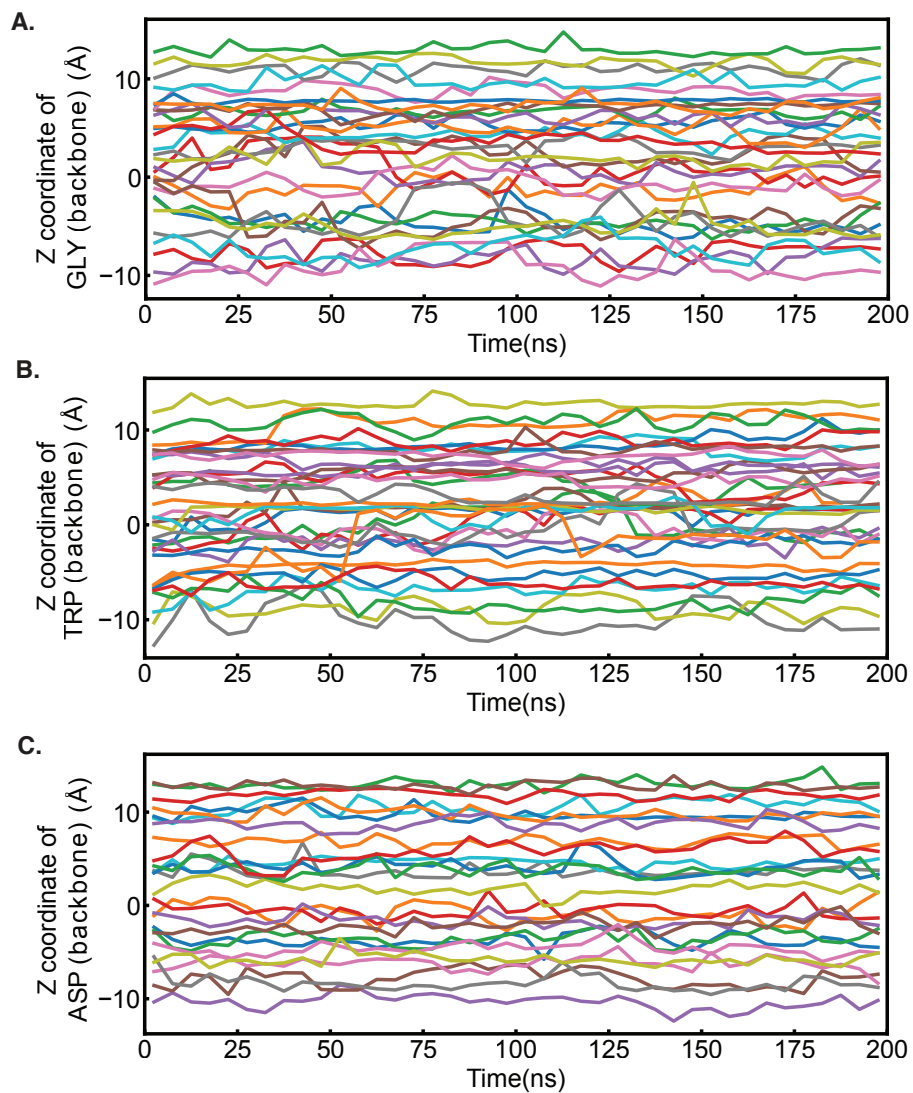 A.
Z coordinate of
GLY (backbone) (Å)
10
0
−10
0 25 50 75 100 125 150 175 200
Time(ns)
B.
Z coordinate of
TRP (backbone) (Å)
10
0
−10
0 25 50 75 100 125 150 175 200
Time(ns)
C.
Z coordinate of
ASP (backbone) (Å)
10
0
−10
0 25 50 75 100 125 150 175 200
Time(ns)